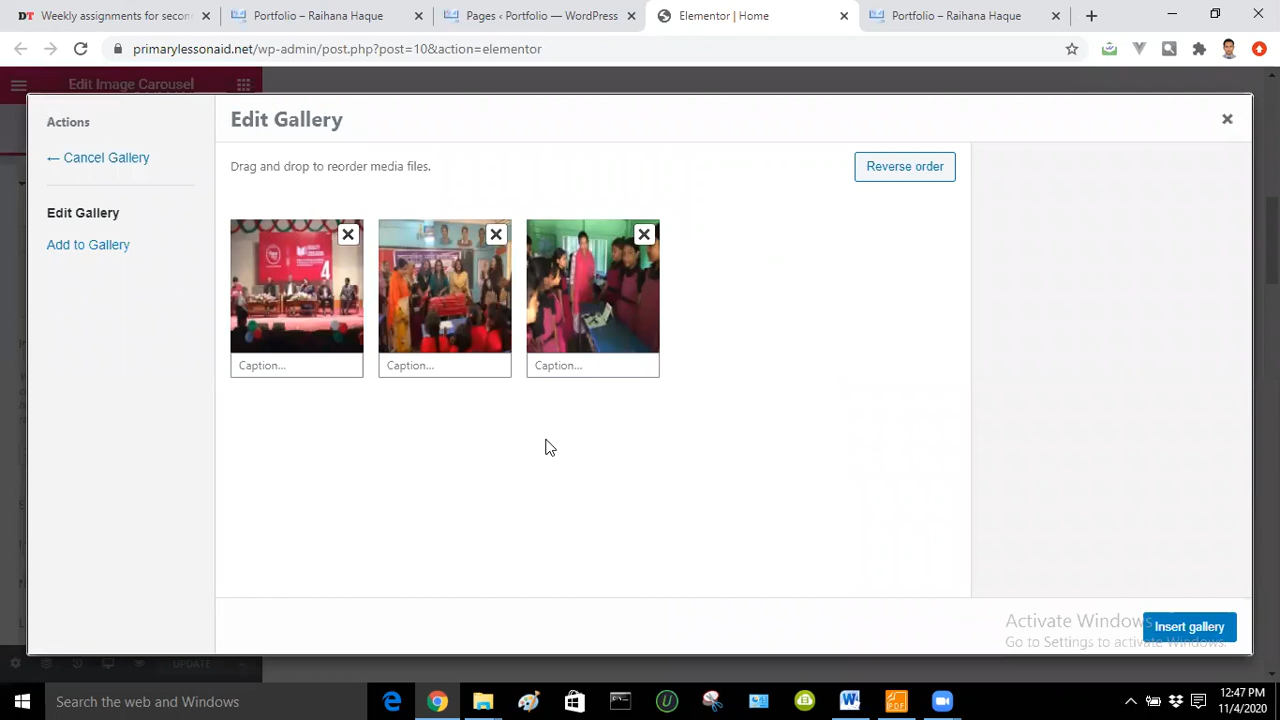 Weekly assignments for secon
Portfolio – Raihana Haque
Pages ‹ Portfolio — WordPress
Elementor | Home
Portfolio – Raihana Haque
primarylessonaid.net/wp-admin/post.php?post=10&action=elementor
Edit Image Carousel
Actions
← Cancel Gallery
Edit Gallery
Add to Gallery
Edit Gallery
Drag and drop to reorder media files.
Reverse order
4
Caption...
Caption...
Caption...
Activate Windows
Go to Settings to activate Windows.
Insert gallery
UPDATE
Search the web and Windows
12:47 PM
11/4/2020